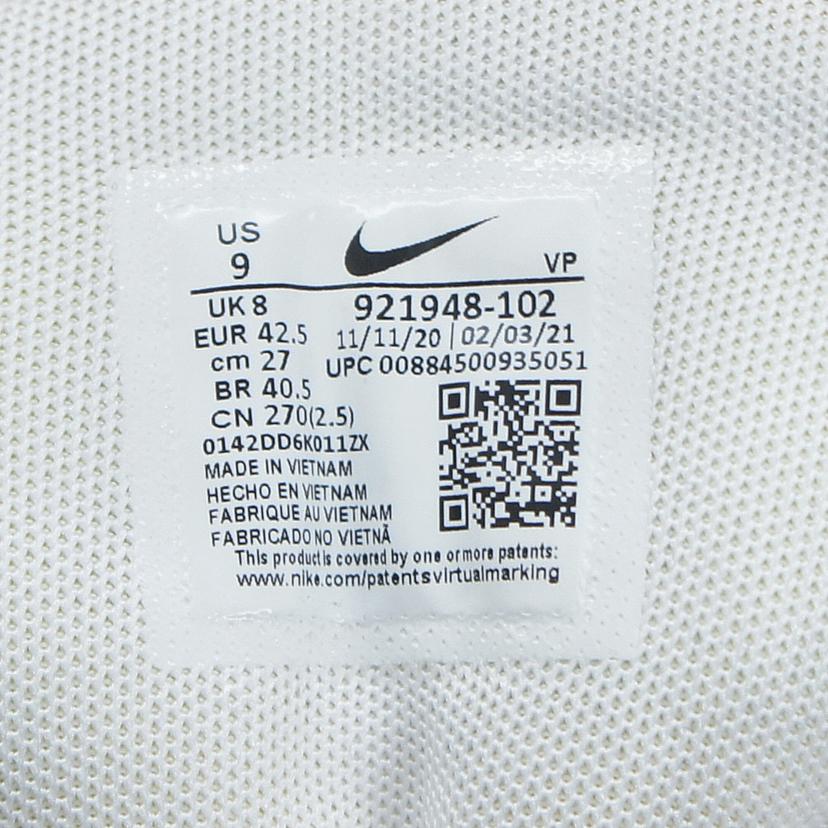 US
9
VP
UK 8
921948-102
EUR 42.5
11/11/20 | 02/03/21
cm 27
UPC 00884500935051
BR 40.5
CN 270(2.5)
0142DD6K011ZX
MADE IN VIETNAM
HECHO EN VIETNAM
FABRIQUE AU VIETNAM
FABRICADO NO VIETNÃ
This product is covered by one or more patents:
www.nike.com/patentsvirtualmarking